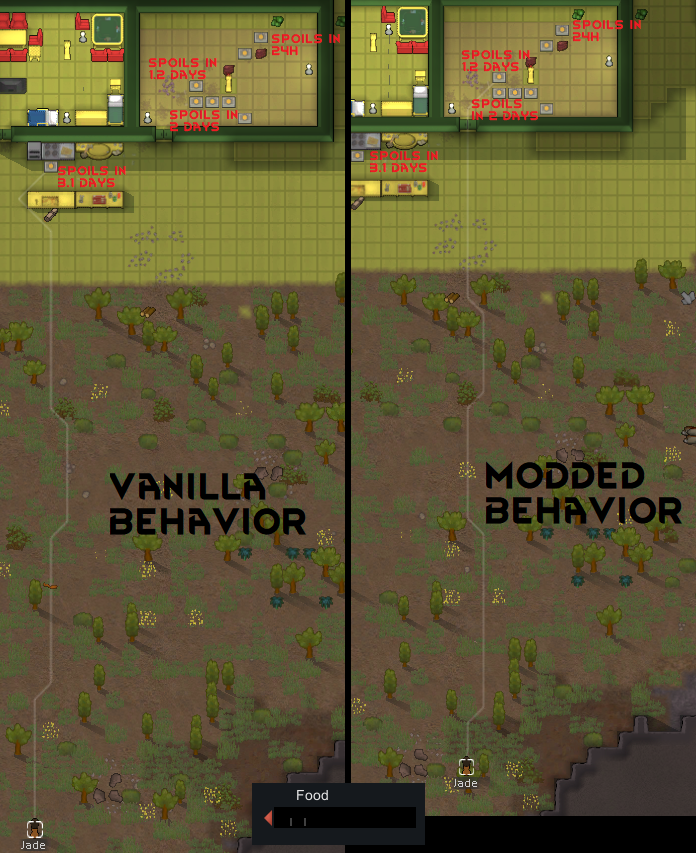 SPOILS IN
24H
SPOILS IN
1.2 DAYS
SPOILS IN
2 DAYS
SPOILS IN
3.1 DAYS
VANILLA
BEHAVIOR
Jade
SPOILS IN
24H
SPOILS IN
1.2 DAYS
SPOILS
IN 2 DAYS
SPOILS IN
3.1 DAYS
MODDED
BEHAVIOR
Jade
Food